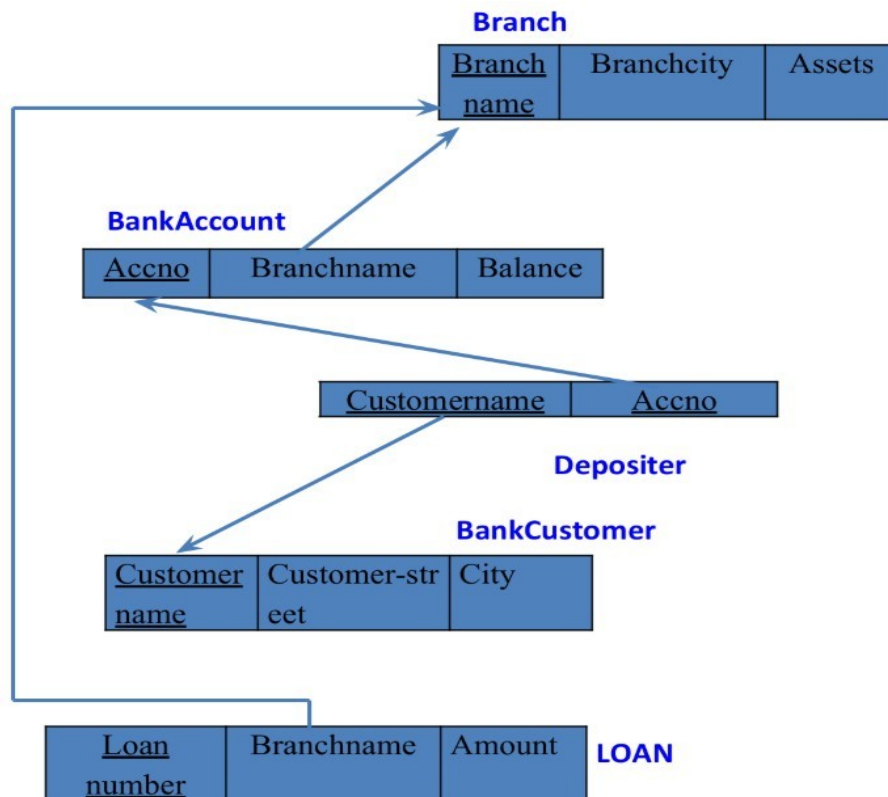 Branch
Branch Branchcity Assets
name
BankAccount
Accno Branchname Balance
Customername Accno
Depositer
BankCustomer
Customer Customer-str City
name eet
Loan Branchname Amount LOAN
number